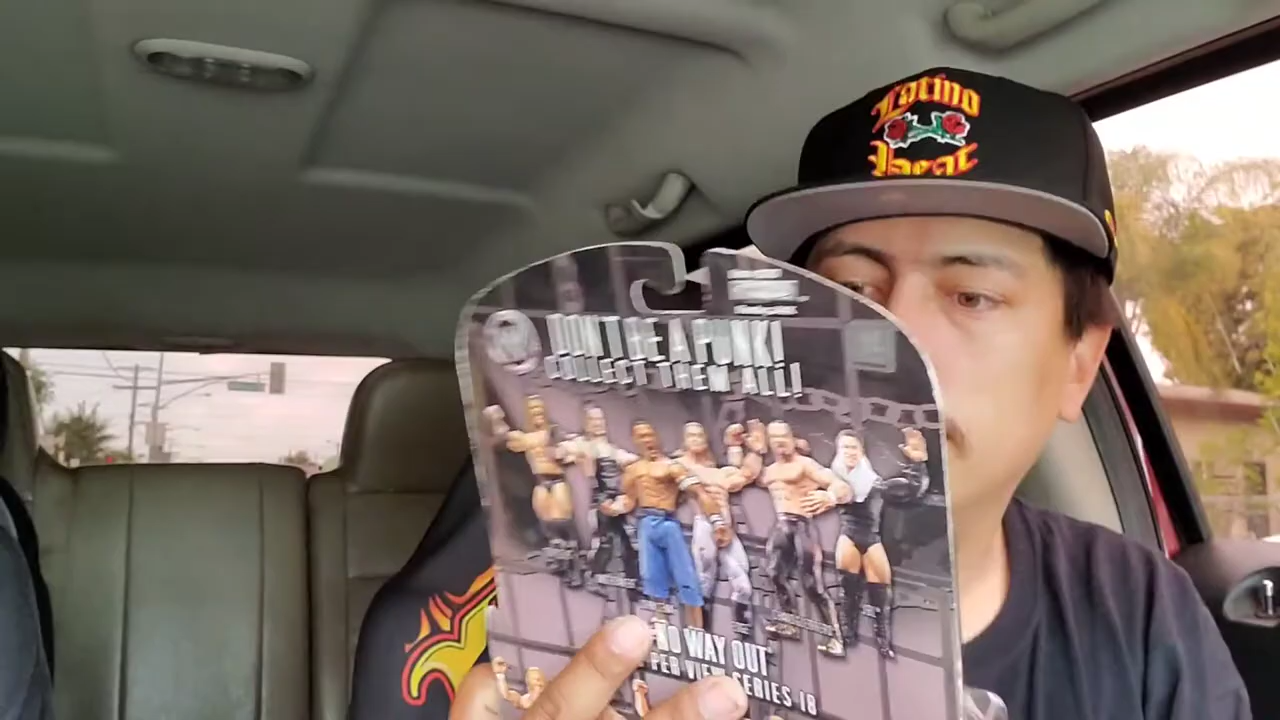 Latino
Heat
DON'T BE A PUNK!
COLLECT THEM ALL!
NO WAY OUT
PER VIEW SERIES 18